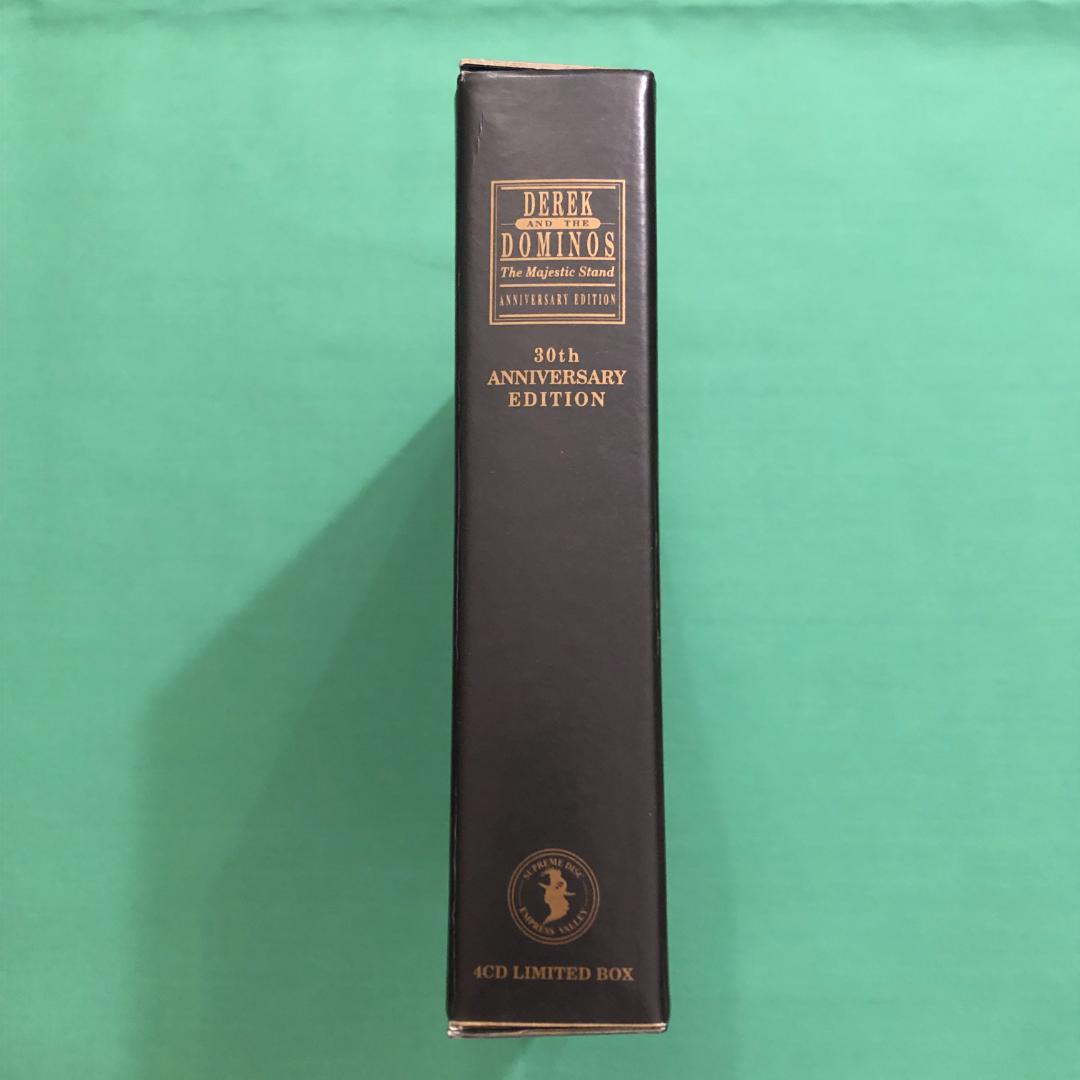 DEREK
AND THE
DOMINOS
The Majestic Stand
ANNIVERSARY EDITION
30th
ANNIVERSARY
EDITION
SUPREME DISC
EMPRESS VALLEY
4CD LIMITED BOX